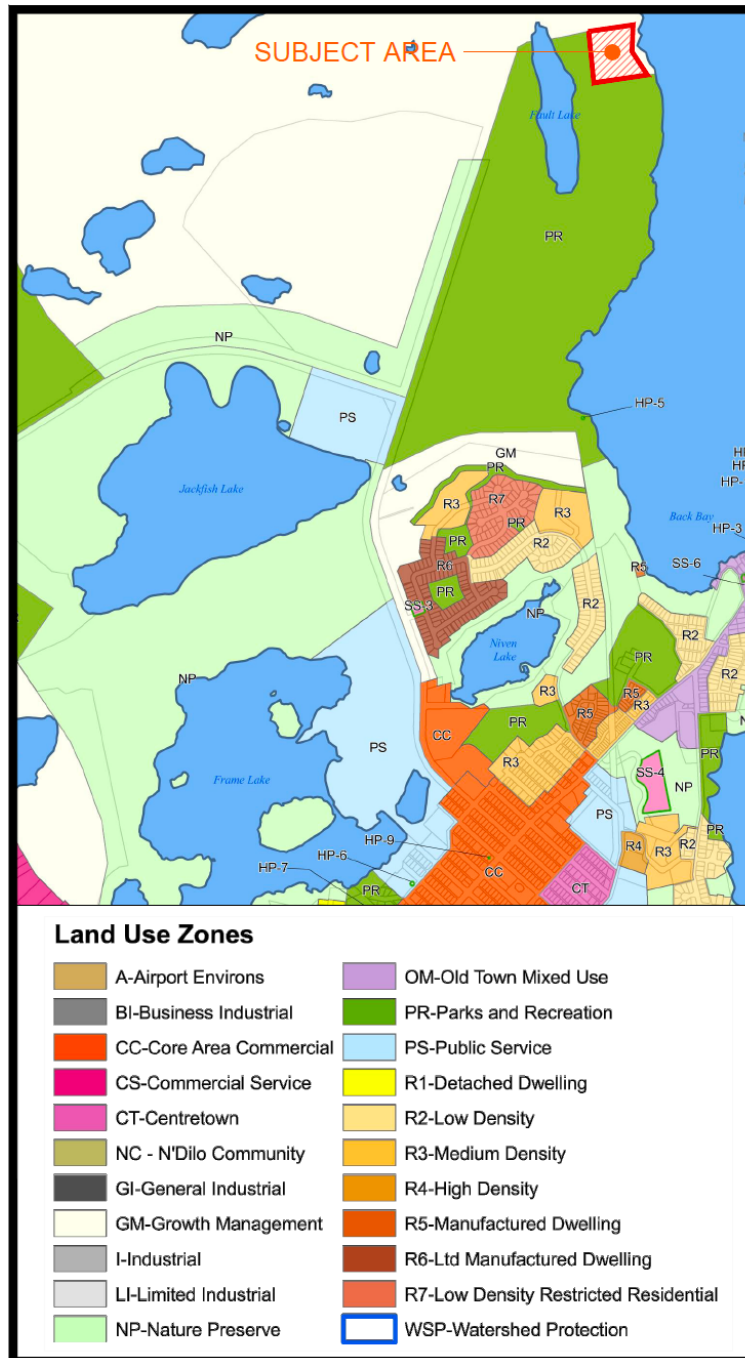 SUBJECT AREA
Fault Lake
PR
NP
PS
HP-5
GM
PR
Jackfish Lake
R3
R7
R3
PR
PR
Back Bay
HP-3
R2
SS-6
R6
R5
PR
SS-3
R2
NP
Niven
Lake
R2
PR
NP
R3
R5
R2
R3
PR
R5
CC
PS
R3
SS-4
NP
PR
Frame Lake
PS
HP-9
R4
R3
R2
PR
HP-6
HP-7
PR
CC
CT
Land Use Zones
A-Airport Environs
BI-Business Industrial
CC-Core Area Commercial
CS-Commercial Service
CT-Centretown
NC - N'Dilo Community
GI-General Industrial
GM-Growth Management
I-Industrial
LI-Limited Industrial
NP-Nature Preserve
OM-Old Town Mixed Use
PR-Parks and Recreation
PS-Public Service
R1-Detached Dwelling
R2-Low Density
R3-Medium Density
R4-High Density
R5-Manufactured Dwelling
R6-Ltd Manufactured Dwelling
R7-Low Density Restricted Residential
WSP-Watershed Protection